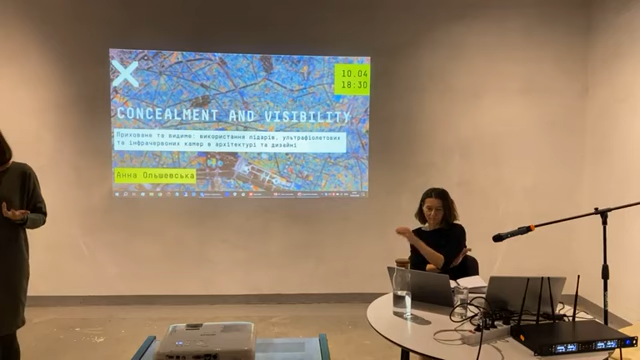 10.04
18:30
CONCEALMENT AND VISIBILITY
Приховане та видиме: використання лідарів, ультрафіолетових
та інфрачервоних камер в архітектурі та дизайні
Анна Ольшевська